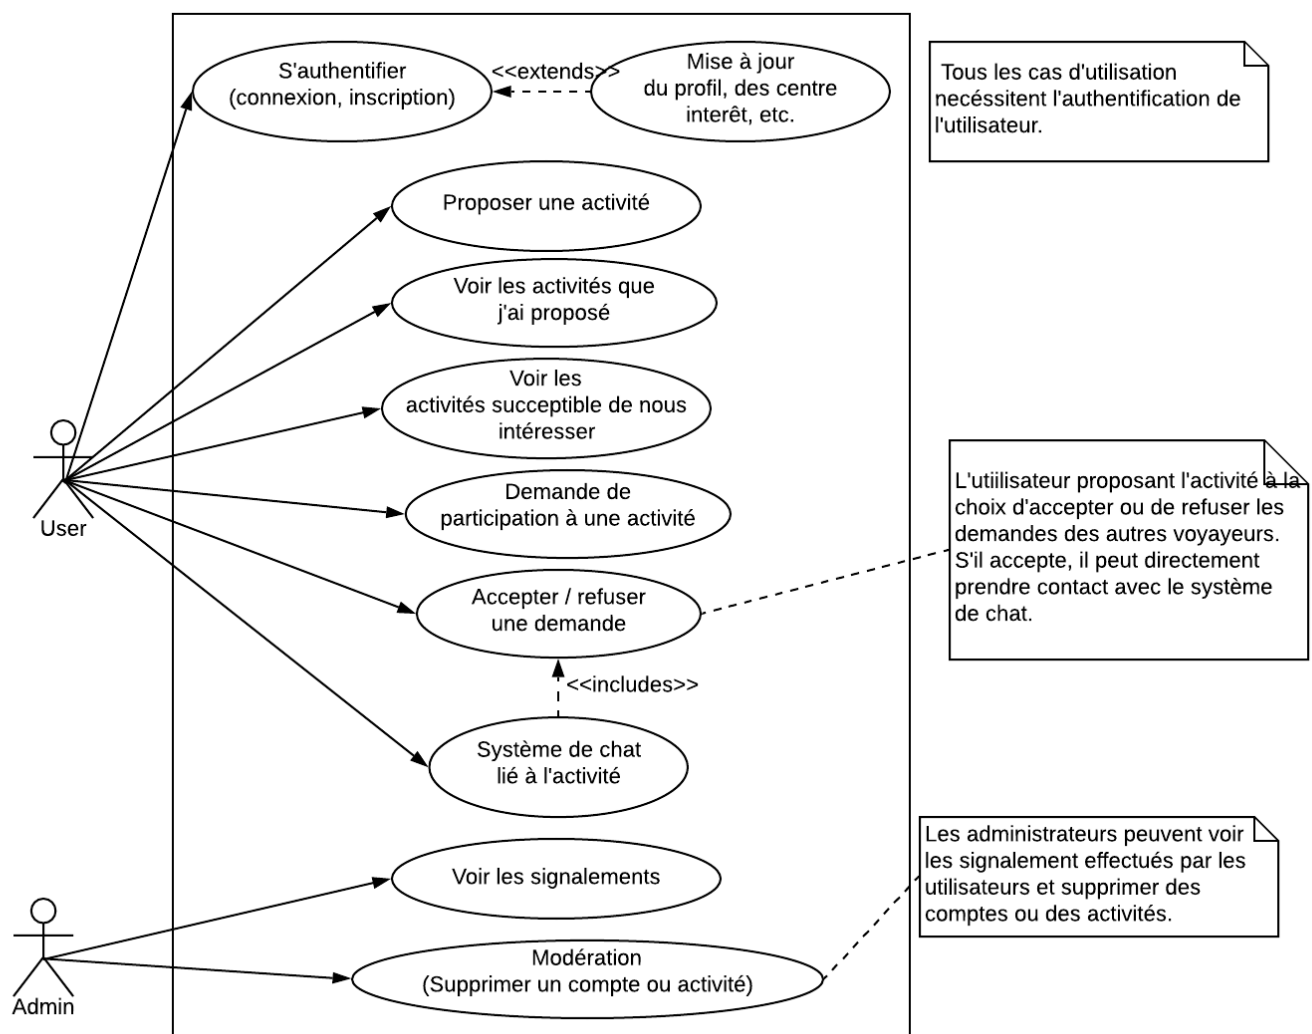 S'authentifier
(connexion, inscription)
<<extends>>
Mise à jour
du profil, des centre
interêt, etc.
Tous les cas d'utilisation
necéssitent l'authentification de
l'utilisateur.
Proposer une activité
Voir les activités que
j'ai proposé
Voir les
activités succeptible de nous
intéresser
User
Demande de
participation à une activité
L'utiilisateur proposant l'activité à la
choix d'accepter ou de refuser les
demandes des autres voyayeurs.
S'il accepte, il peut directement
prendre contact avec le système
de chat.
Accepter / refuser
une demande
<<includes>>
Système de chat
lié à l'activité
Les administrateurs peuvent voir
les signalement effectués par les
utilisateurs et supprimer des
comptes ou des activités.
Voir les signalements
Modération
(Supprimer un compte ou activité)
Admin